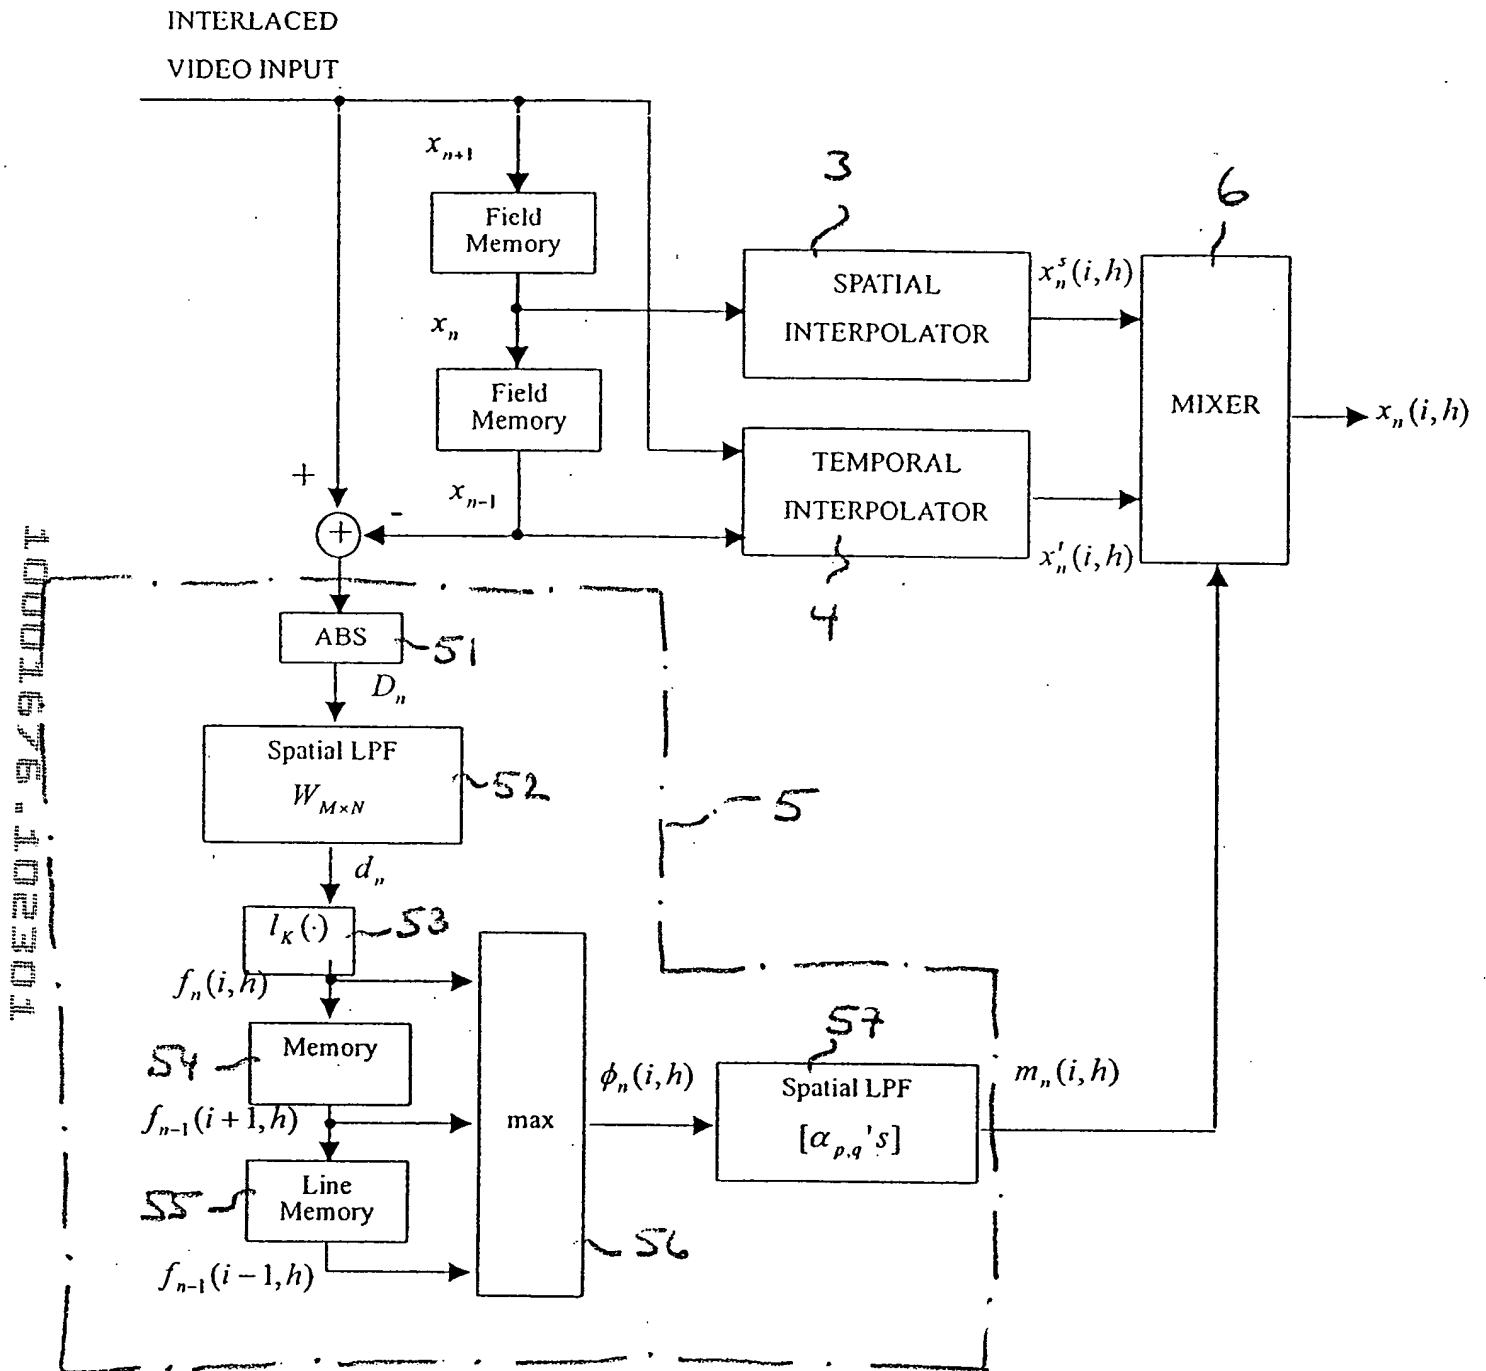 INTERLACED
VIDEO INPUT
x_{n+1}
Field
Memory
x_n
Field
Memory
x_{n-1}
+
-
+
3
SPATIAL
INTERPOLATOR
x_n^s(i,h)
6
MIXER
x_n(i,h)
TEMPORAL
INTERPOLATOR
4
x_n^t(i,h)
ABS
51
D_n
Spatial LPF
W_{M×N}
52
d_n
l_K(·)
53
f_n(i,h)
Memory
54
f_{n-1}(i+1,h)
Line
Memory
55
f_{n-1}(i-1,h)
max
56
ϕ_n(i,h)
57
Spatial LPF
[α_{p,q}'s]
m_n(i,h)
5
10001676.102301